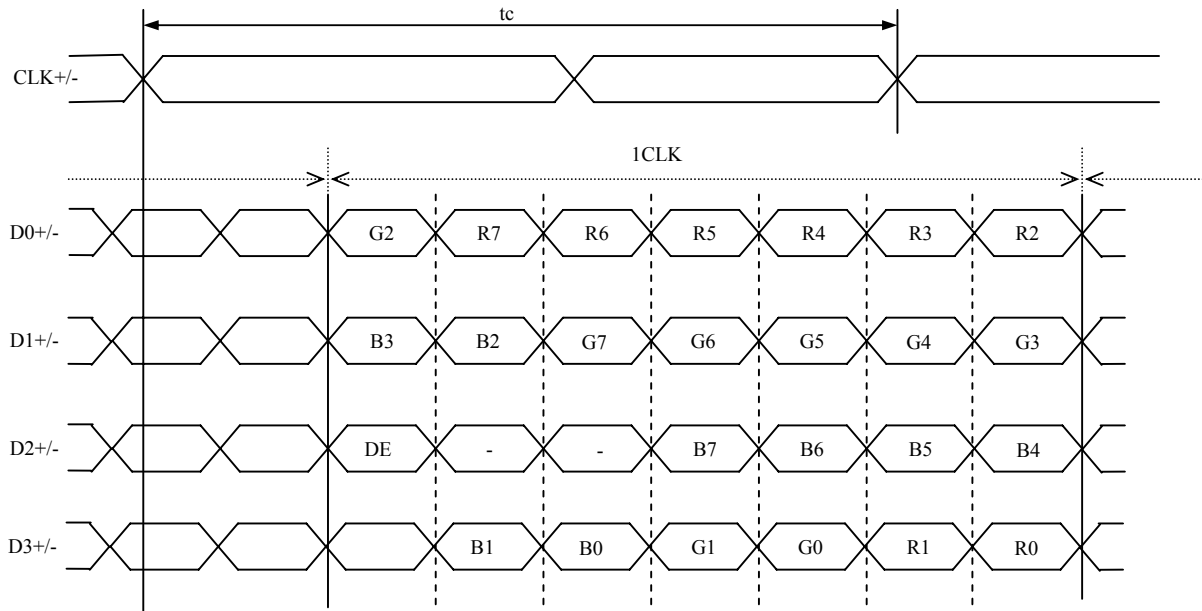 tc
CLK+/-
1CLK
D0+/- G2 R7 R6 R5 R4 R3 R2
D1+/- B3 B2 G7 G6 G5 G4 G3
D2+/- DE - - B7 B6 B5 B4
D3+/- B1 B0 G1 G0 R1 R0